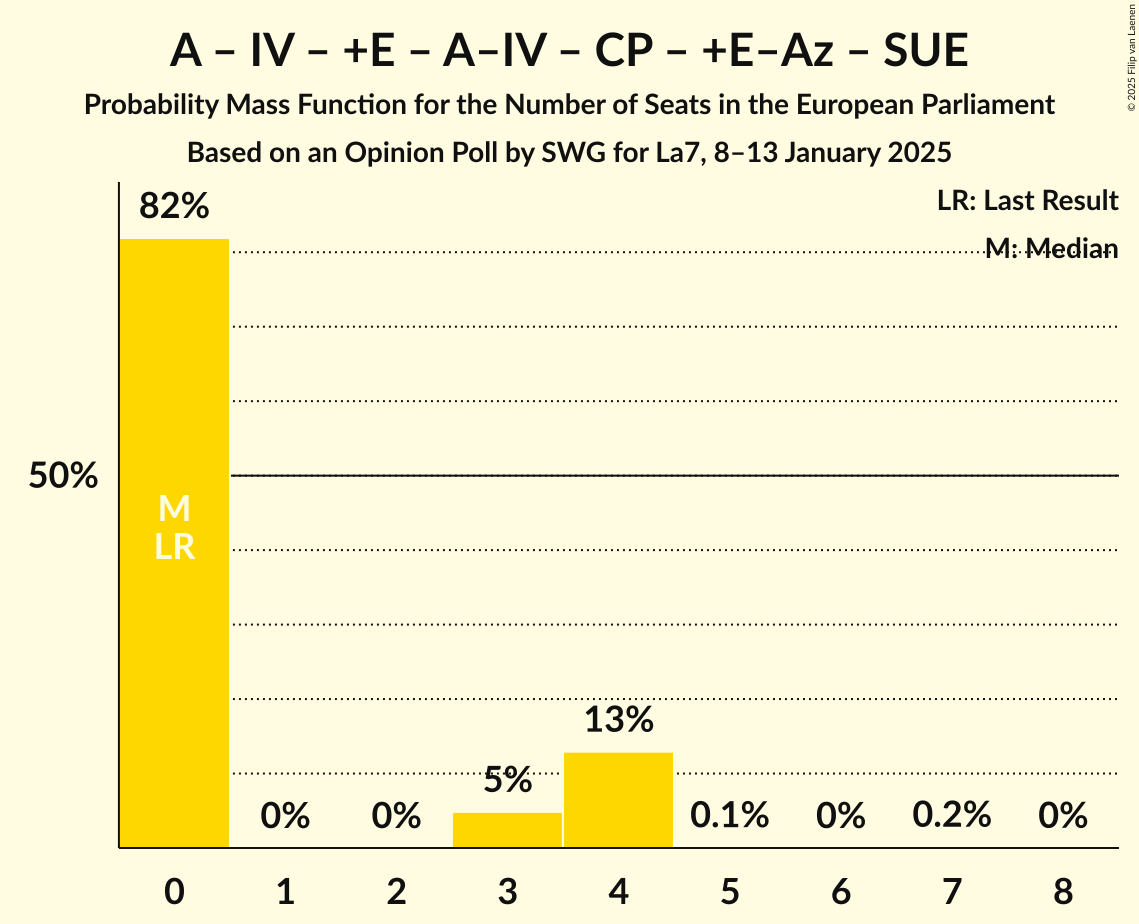 A – IV – +E – A–IV – CP – +E–Az – SUE
Probability Mass Function for the Number of Seats in the European Parliament
Based on an Opinion Poll by SWG for La7, 8–13 January 2025
© 2025 Filip van Laenen
LR: Last Result
M: Median
82%
50%
M
LR
0%
0%
5%
13%
0.1%
0%
0.2%
0%
0
1
2
3
4
5
6
7
8